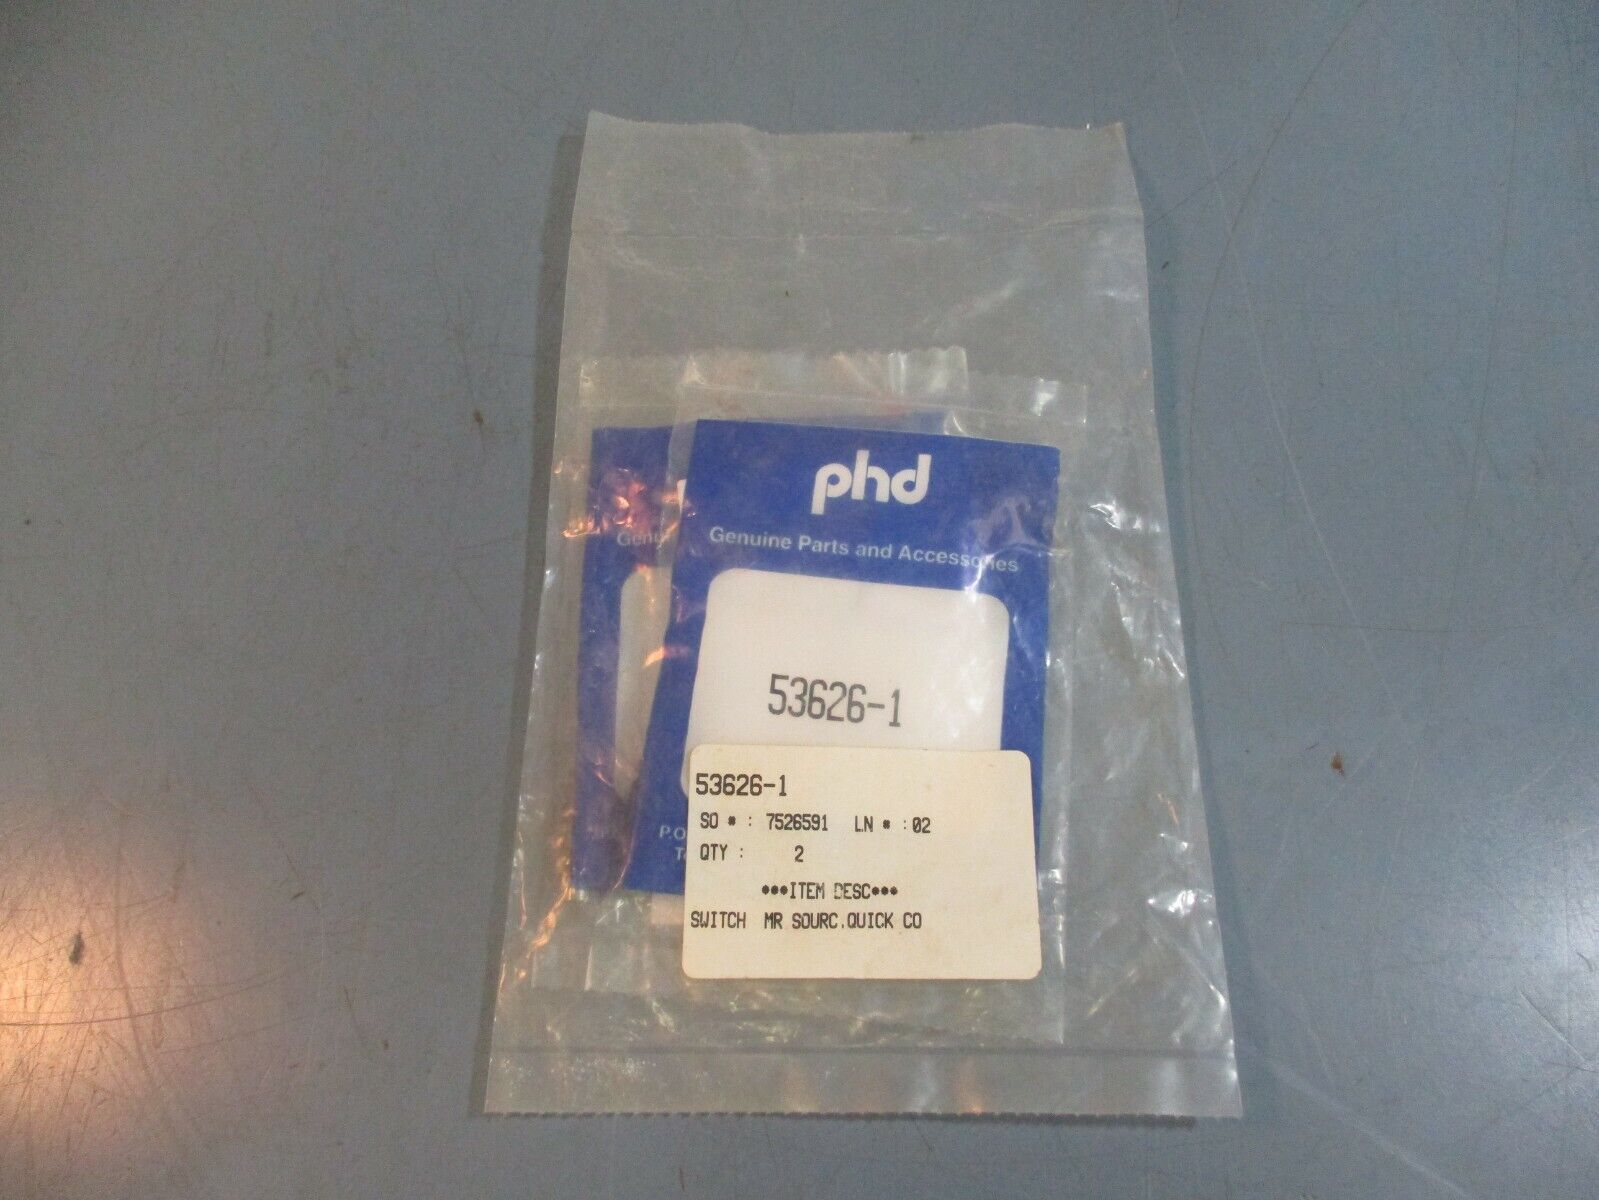 phd
Genuine Parts and Accessories
Genu
53626-1
P.O
53626-1
SO # : 7526591 LN # :02
QTY : 2
***ITEM DESC***
SWITCH MR SOURC.QUICK CO